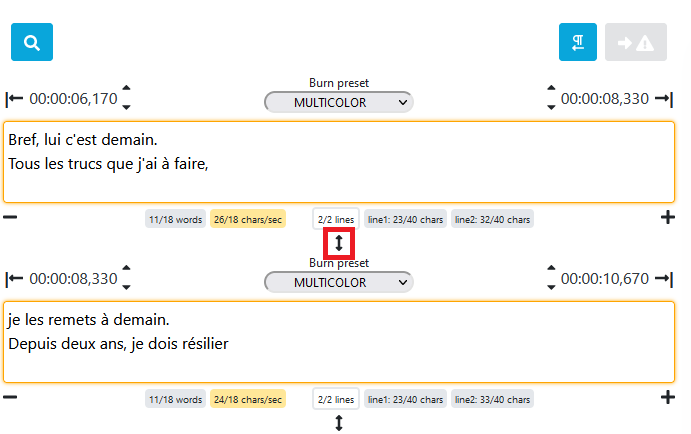 Burn preset
00:00:06,170 MULTICOLOR 00:00:08,330
Bref, lui c'est demain.
Tous les trucs que j'ai à faire,
11/18 words 26/18 chars/sec 2/2 lines line1: 23/40 chars line2: 32/40 chars
Burn preset
00:00:08,330 MULTICOLOR 00:00:10,670
je les remets à demain.
Depuis deux ans, je dois résilier
11/18 words 24/18 chars/sec 2/2 lines line1: 23/40 chars line2: 33/40 chars